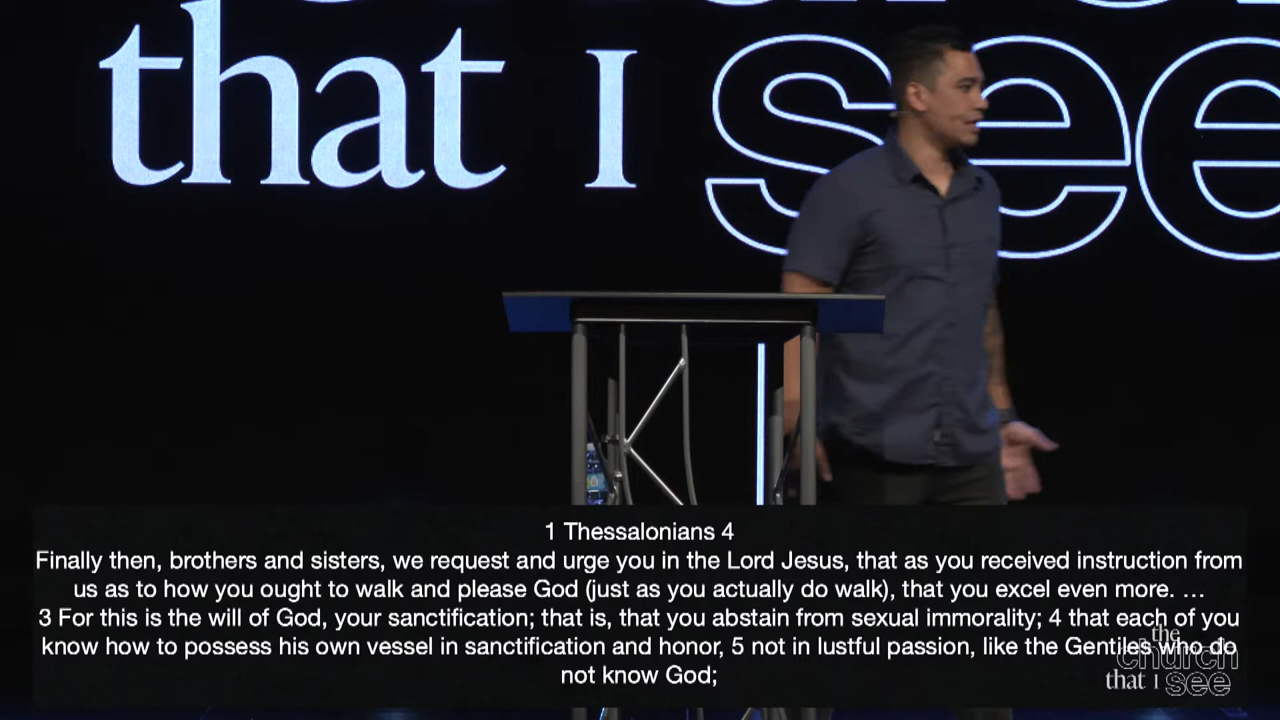 that I see
1 Thessalonians 4
Finally then, brothers and sisters, we request and urge you in the Lord Jesus, that as you received instruction from
us as to how you ought to walk and please God (just as you actually do walk), that you excel even more. …
3 For this is the will of God, your sanctification; that is, that you abstain from sexual immorality; 4 that each of you
know how to possess his own vessel in sanctification and honor, 5 not in lustful passion, like the Gentiles who do
not know God;
the
church
that I see